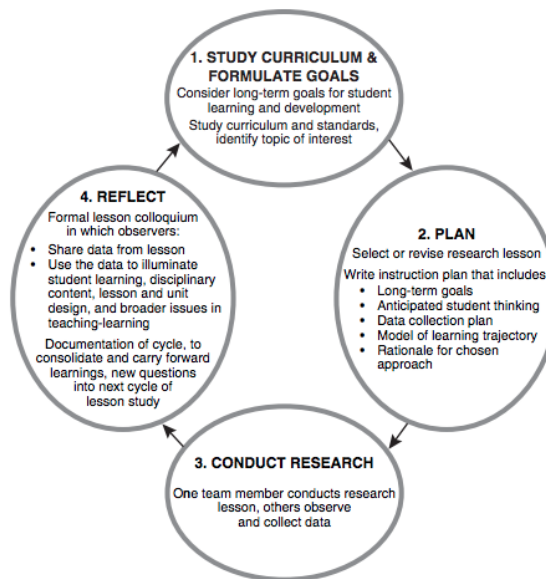 1. STUDY CURRICULUM &
FORMULATE GOALS
Consider long-term goals for student
learning and development
Study curriculum and standards,
identify topic of interest
2. PLAN
Select or revise research lesson
Write instruction plan that includes:
• Long-term goals
• Anticipated student thinking
• Data collection plan
• Model of learning trajectory
• Rationale for chosen
approach
3. CONDUCT RESEARCH
One team member conducts research
lesson, others observe
and collect data
4. REFLECT
Formal lesson colloquium
in which observers:
• Share data from lesson
• Use the data to illuminate
student learning, disciplinary
content, lesson and unit
design, and broader issues in
teaching-learning
Documentation of cycle, to
consolidate and carry forward
learnings, new questions
into next cycle of
lesson study